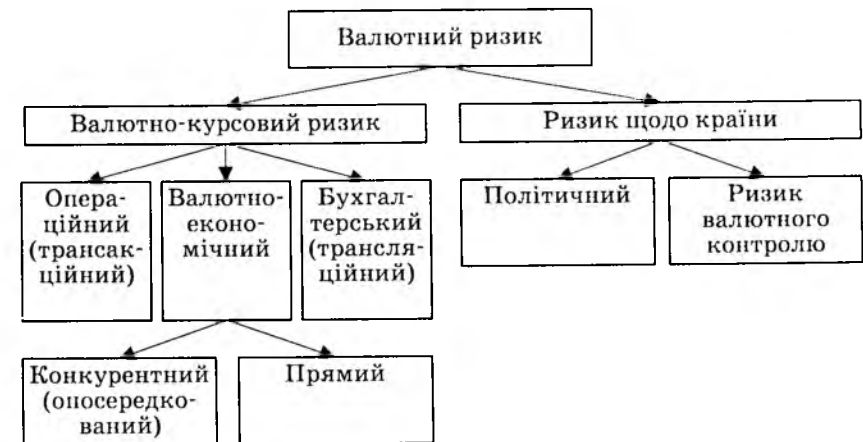 Валютний ризик
Валютно-курсовий ризик
Ризик щодо країни
Опера-
ційний
(трансак-
ційний)
Валютно-
еконо-
мічний
Бухгал-
терський
(трансля-
ційний)
Політичний
Ризик
валютного
контролю
Конкурентний
(опосередко-
ваний)
Прямий